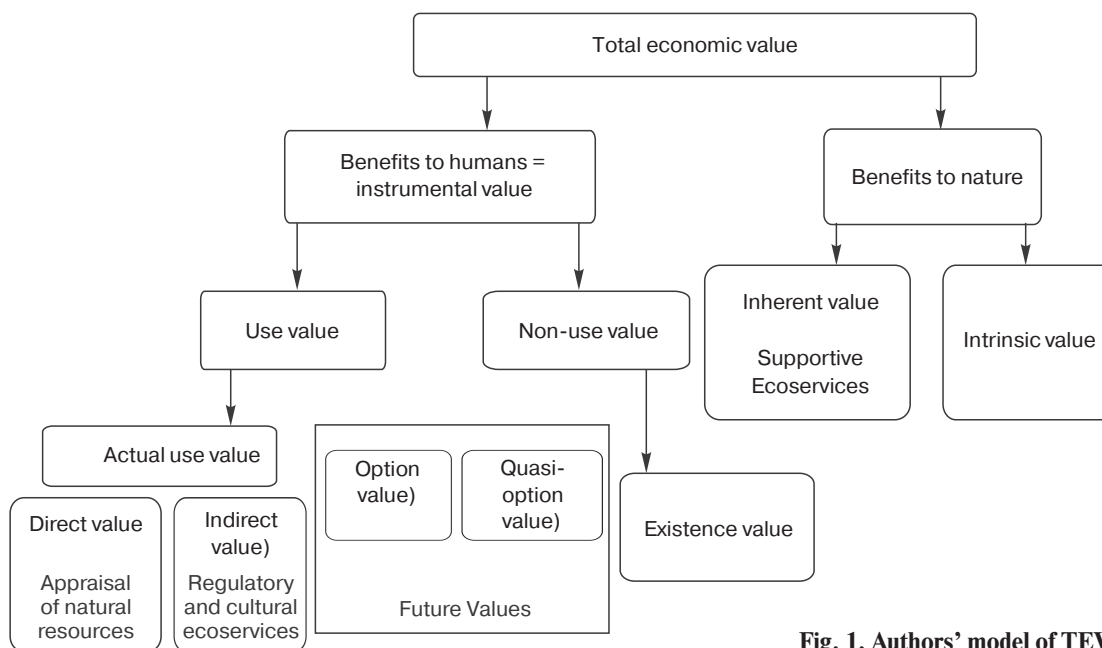 Total economic value
Benefits to humans =
instrumental value
Benefits to nature
Use value
Non-use value
Inherent value
Supportive
Ecoservices
Intrinsic value
Actual use value
Direct value
Appraisal
of natural
resources
Indirect
value)
Regulatory
and cultural
ecoservices
Option
value)
Quasi-
option
value)
Future Values
Existence value
Fig. 1. Authors’ model of TEV